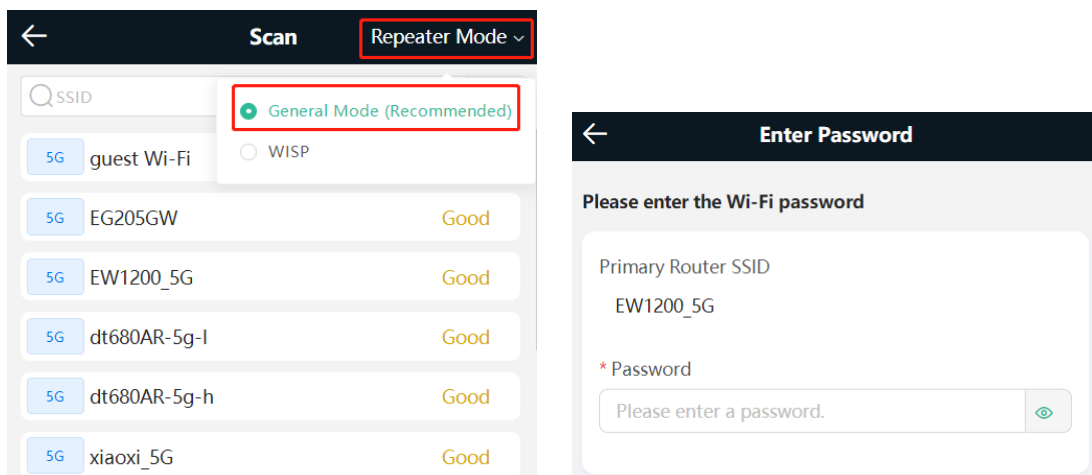 Scan
Repeater Mode
SSID
General Mode (Recommended)
WISP
5G guest Wi-Fi
5G EG205GW Good
5G EW1200_5G Good
5G dt680AR-5g-l Good
5G dt680AR-5g-h Good
5G xiaoxi_5G Good
Enter Password
Please enter the Wi-Fi password
Primary Router SSID
EW1200_5G
* Password
Please enter a password.